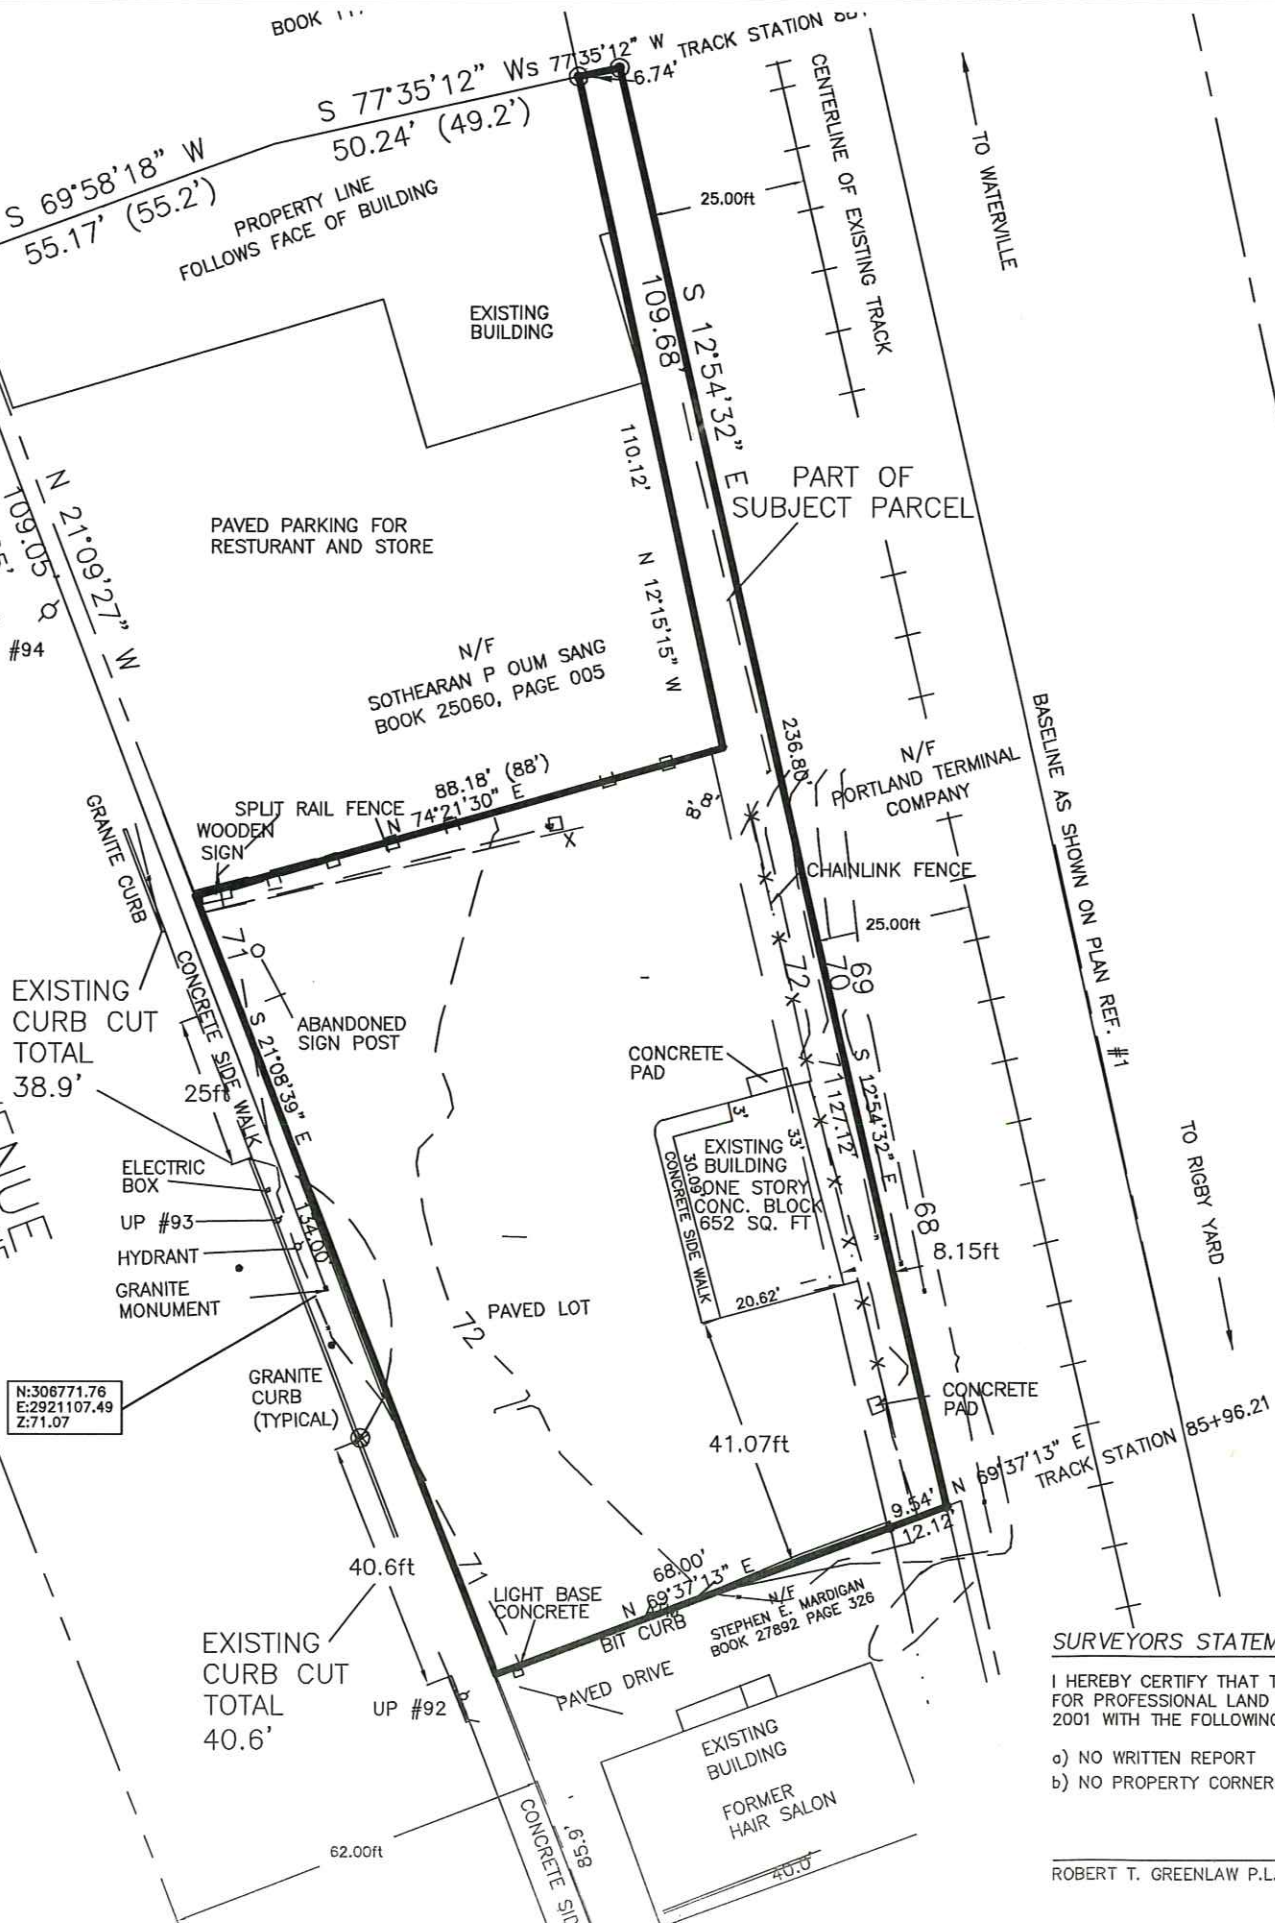 BOOK
S 77°35'12" Ws
50.24' (49.2')
77°35'12" W
6.74'
TRACK STATION
S 69°58'18" W
55.17' (55.2')
PROPERTY LINE
FOLLOWS FACE OF BUILDING
EXISTING
BUILDING
25.00ft
CENTERLINE OF EXISTING TRACK
TO WATERVILLE
109.68'
S 12°54'32" E
110.12'
N 12°15'15" W
PART OF
SUBJECT PARCEL
N 21°09'27" W
109.05'
#94
PAVED PARKING FOR
RESTURANT AND STORE
N/F
SOTHEARAN P OUM SANG
BOOK 25060, PAGE 005
88.18' (88')
N 74°21'30" E
SPLIT RAIL FENCE
WOODEN
SIGN
GRANITE CURB
8'
8'
236.80'
N/F
PORTLAND TERMINAL
COMPANY
BASELINE AS SHOWN ON PLAN REF. #1
CHAINLINK FENCE
25.00ft
72
70
69
71
ABANDONED
SIGN POST
CONCRETE SIDE WALK
S 21°08'39" E
134.00'
EXISTING
CURB CUT
TOTAL
38.9'
25ft
ELECTRIC
BOX
UP #93
HYDRANT
GRANITE
MONUMENT
N:306771.76
E:2921107.49
Z:71.07
GRANITE
CURB
(TYPICAL)
CONCRETE
PAD
3'
33'
EXISTING
BUILDING
ONE STORY
CONC. BLOCK
652 SQ. FT
30.09'
CONCRETE SIDE WALK
20.62'
71
127.12'
S 12°54'32" E
68
8.15ft
TO RIGBY YARD
PAVED LOT
72
41.07ft
CONCRETE
PAD
N 69°37'13" E
TRACK STATION 85+96.21
9.54'
12.12'
68.00'
N 69°37'13" E
BIT CURB
N/F
STEPHEN E. MARDIGAN
BOOK 27892 PAGE 326
71
LIGHT BASE
CONCRETE
PAVED DRIVE
40.6ft
EXISTING
CURB CUT
TOTAL
40.6'
UP #92
EXISTING
BUILDING
FORMER
HAIR SALON
40.0'
85.9'
62.00ft
SURVEYORS
I HEREBY CERTIFY THAT
FOR PROFESSIONAL LAND
2001 WITH THE FOLLOWING
a) NO WRITTEN REPORT
b) NO PROPERTY CORNER
ROBERT T. GREENLAW P.L.